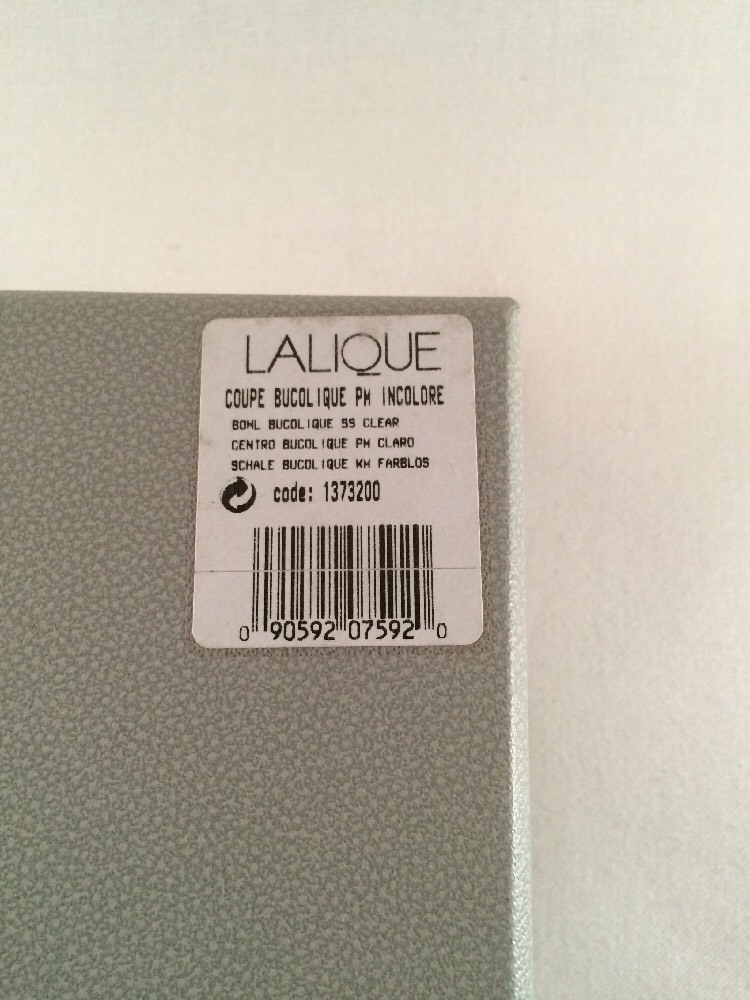 LALIQUE
COUPE BUCOLIQUE PM INCOLORE
BOWL BUCOLIQUE SS CLEAR
CENTRO BUCOLIQUE PM CLARO
SCHALE BUCOLIQUE KM FARBLOS
code: 1373200
0 90592 07592 0